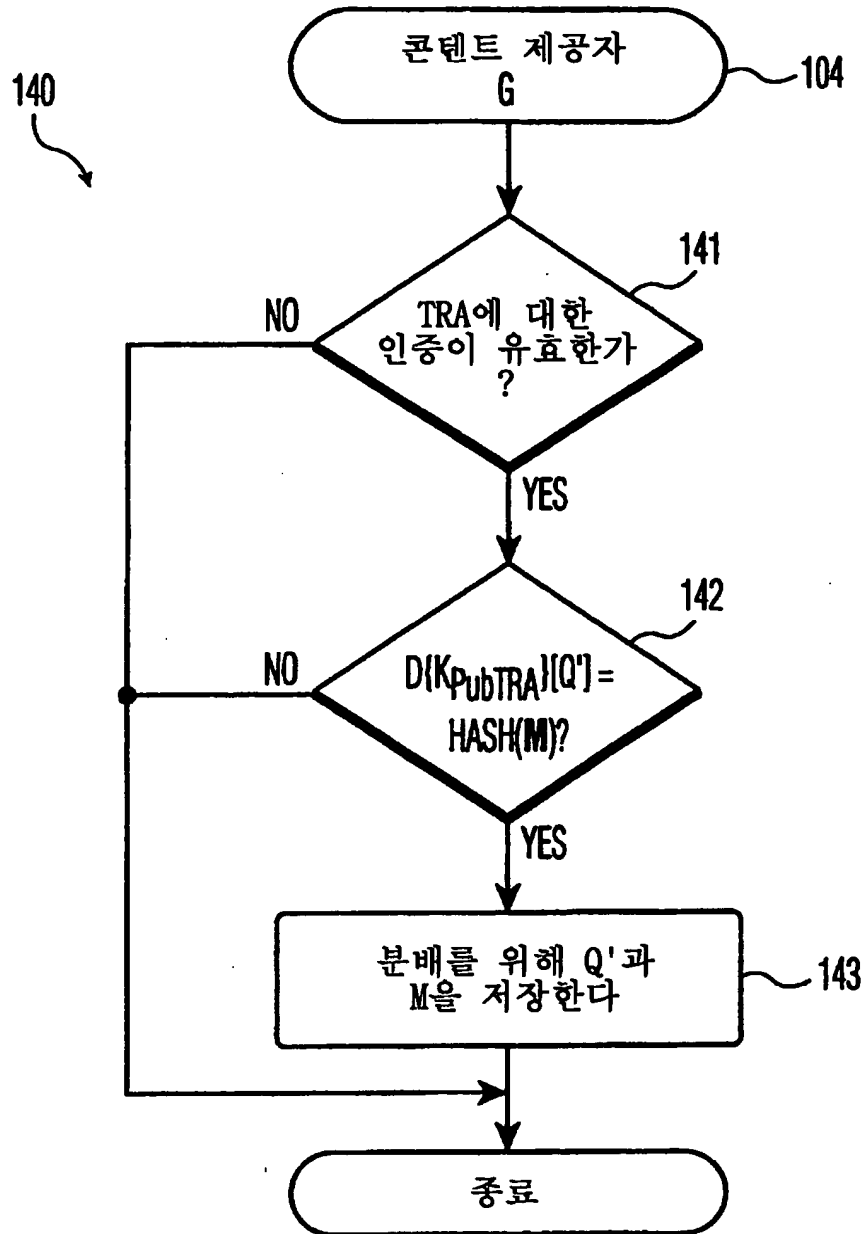 콘텐트 제공자
G
104
140
141
TRA에 대한
인증이 유효한가
?
NO
YES
142
D{K_PubTRA}[Q'] =
HASH(M)?
NO
YES
분배를 위해 Q'과
M을 저장한다
143
종료